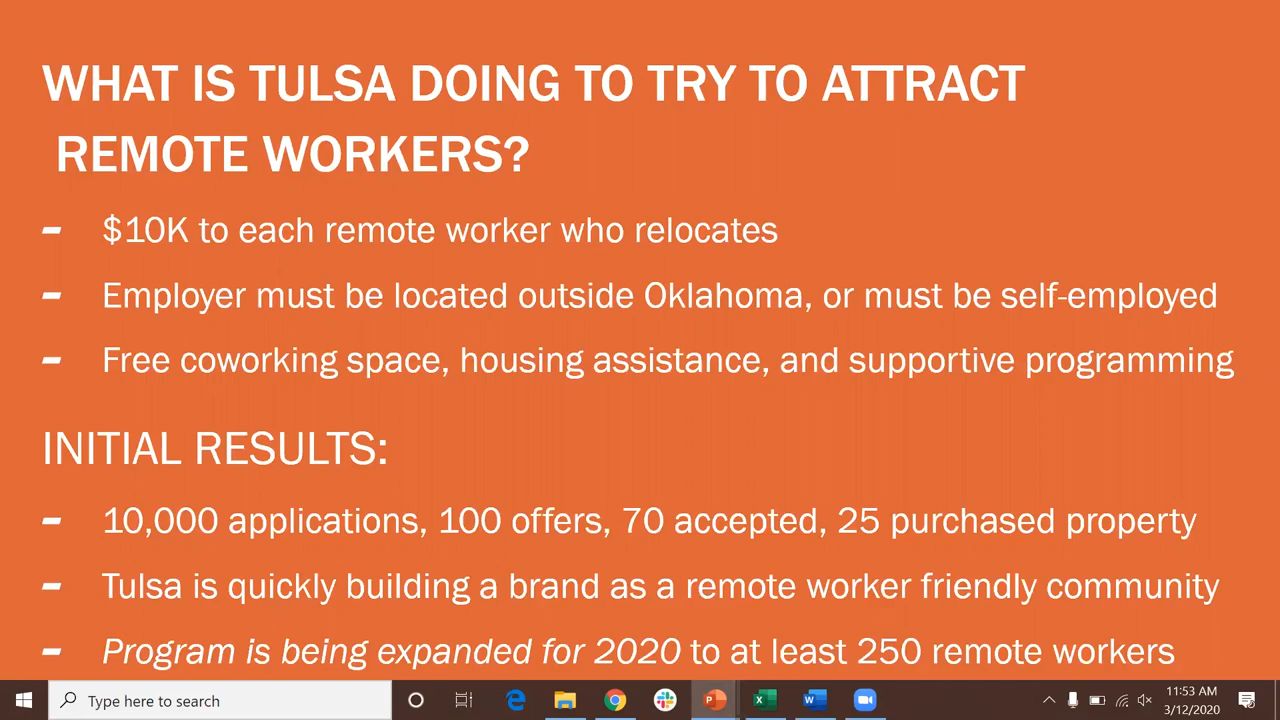 WHAT IS TULSA DOING TO TRY TO ATTRACT
REMOTE WORKERS?
- $10K to each remote worker who relocates
- Employer must be located outside Oklahoma, or must be self-employed
- Free coworking space, housing assistance, and supportive programming
INITIAL RESULTS:
- 10,000 applications, 100 offers, 70 accepted, 25 purchased property
- Tulsa is quickly building a brand as a remote worker friendly community
- Program is being expanded for 2020 to at least 250 remote workers
Type here to search
11:53 AM
3/12/2020